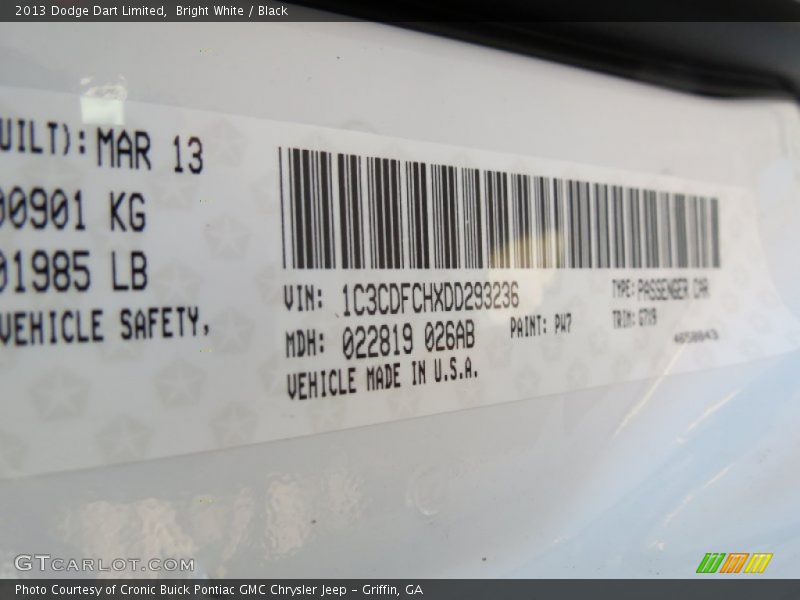 2013 Dodge Dart Limited, Bright White / Black
UILT): MAR 13
00901 KG
01985 LB
VEHICLE SAFETY,
VIN: 1C3CDFCHXDD293236 TYPE: PASSENGER CAR
MDH: 022819 026AB PAINT: PW7 TRIM:
VEHICLE MADE IN U.S.A.
GTCARLOT.COM
Photo Courtesy of Cronic Buick Pontiac GMC Chrysler Jeep - Griffin, GA